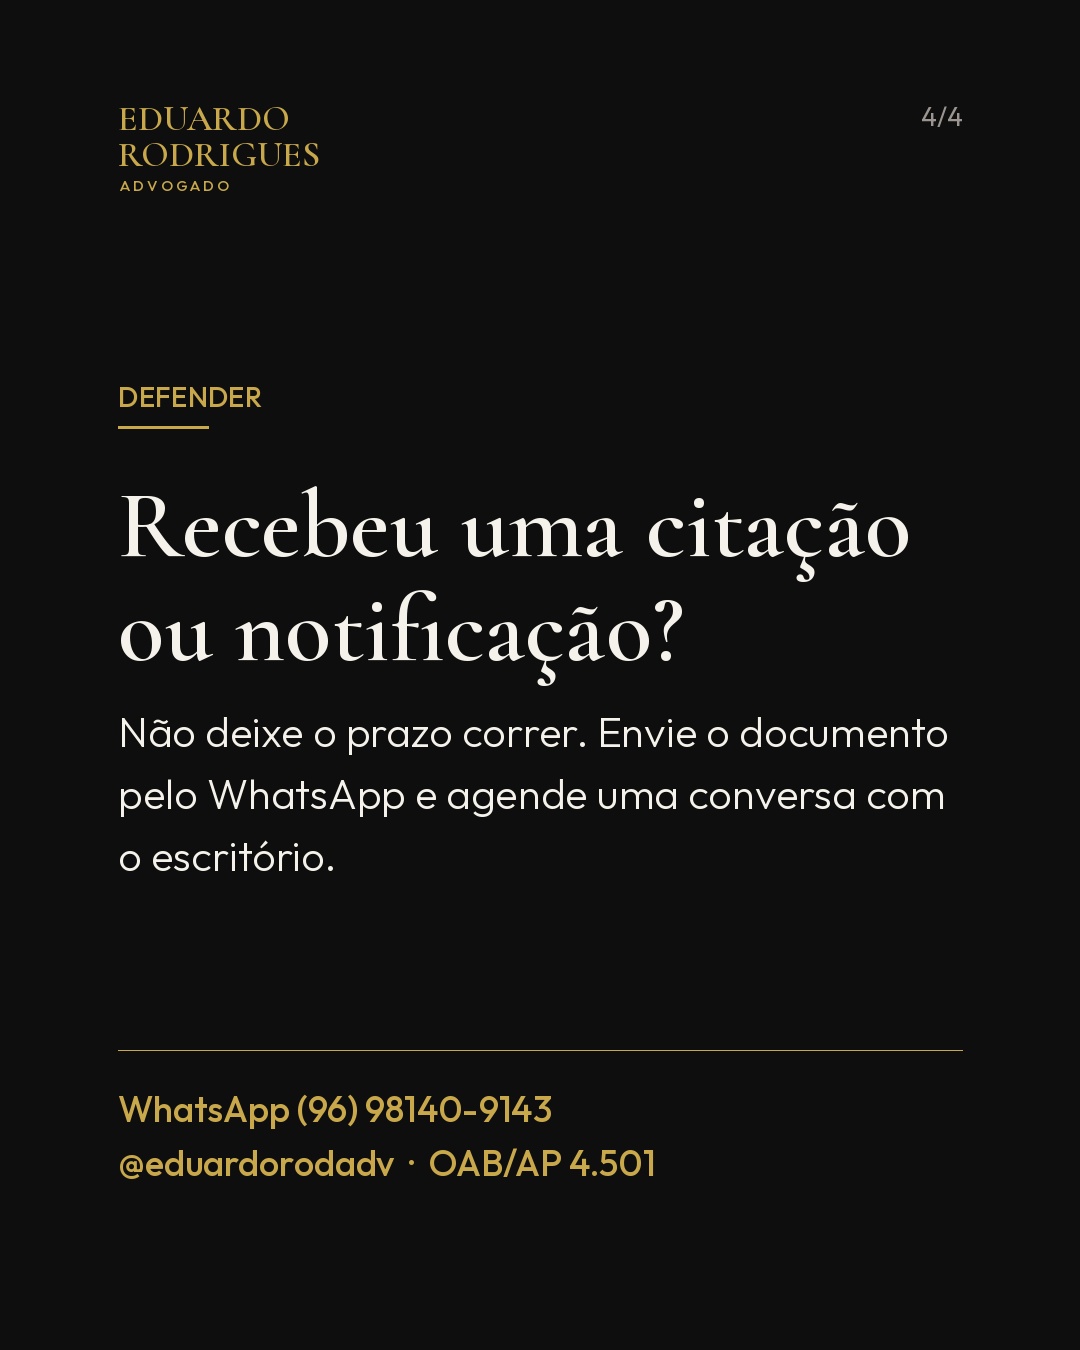 EDUARDO
RODRIGUES
ADVOGADO
4/4
DEFENDER
Recebeu uma citação
ou notificação?
Não deixe o prazo correr. Envie o documento
pelo WhatsApp e agende uma conversa com
o escritório.
WhatsApp (96) 98140-9143
@eduardorodadv · OAB/AP 4.501